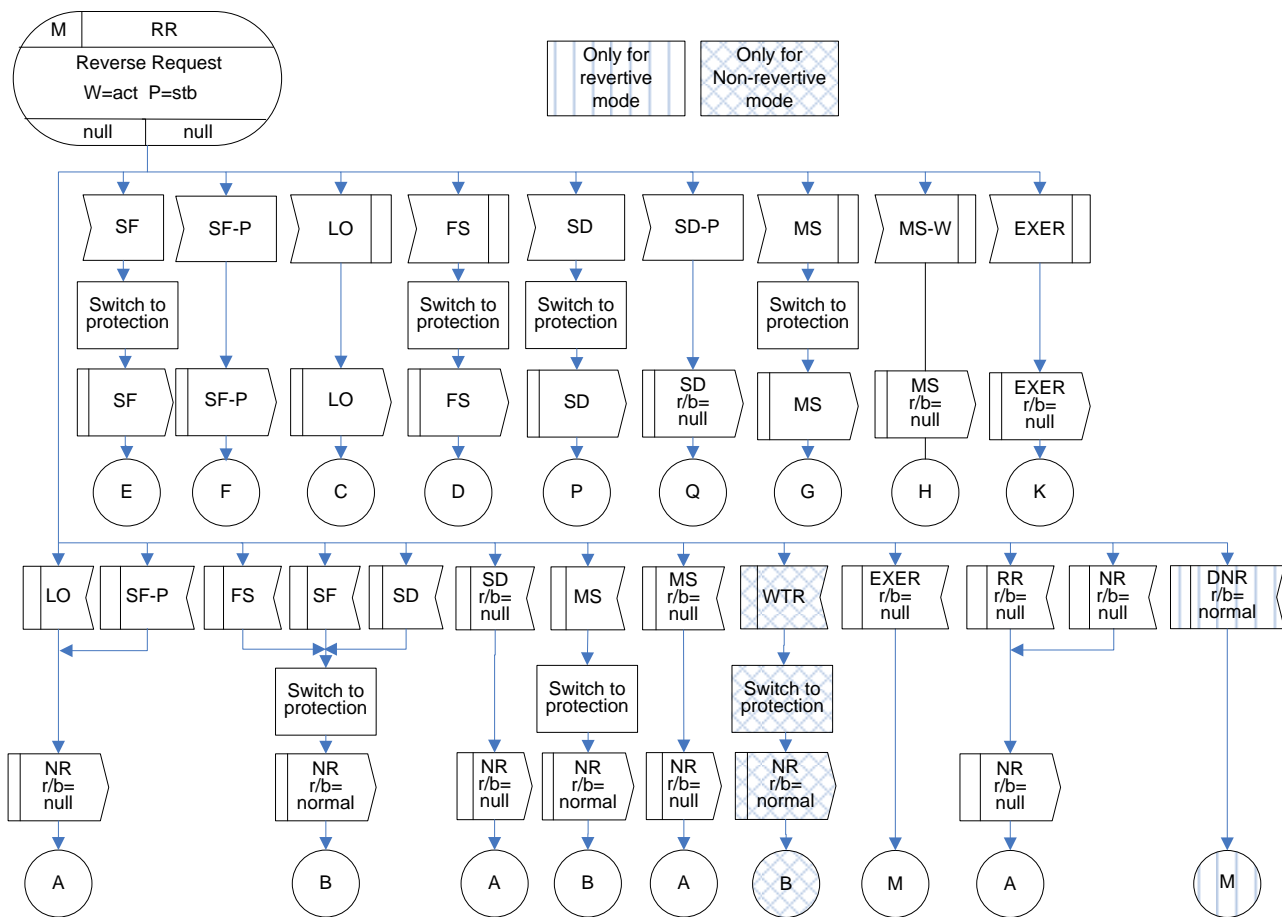 M RR
Reverse Request
W=act P=stb
null null
Only for
revertive
mode
Only for
Non-revertive
mode
SF SF-P LO FS SD SD-P MS MS-W EXER
Switch to
protection
Switch to
protection
Switch to
protection
Switch to
protection
SF SF-P LO FS SD
SD
r/b=
null
MS
MS
r/b=
null
EXER
r/b=
null
E F C D P Q G H K
LO SF-P FS SF SD
SD
r/b=
null
MS
MS
r/b=
null
WTR
EXER
r/b=
null
RR
r/b=
null
NR
r/b=
null
DNR
r/b=
normal
Switch to
protection
Switch to
protection
Switch to
protection
NR
r/b=
null
NR
r/b=
normal
NR
r/b=
null
NR
r/b=
normal
NR
r/b=
null
NR
r/b=
normal
NR
r/b=
null
A B A B A B M A M